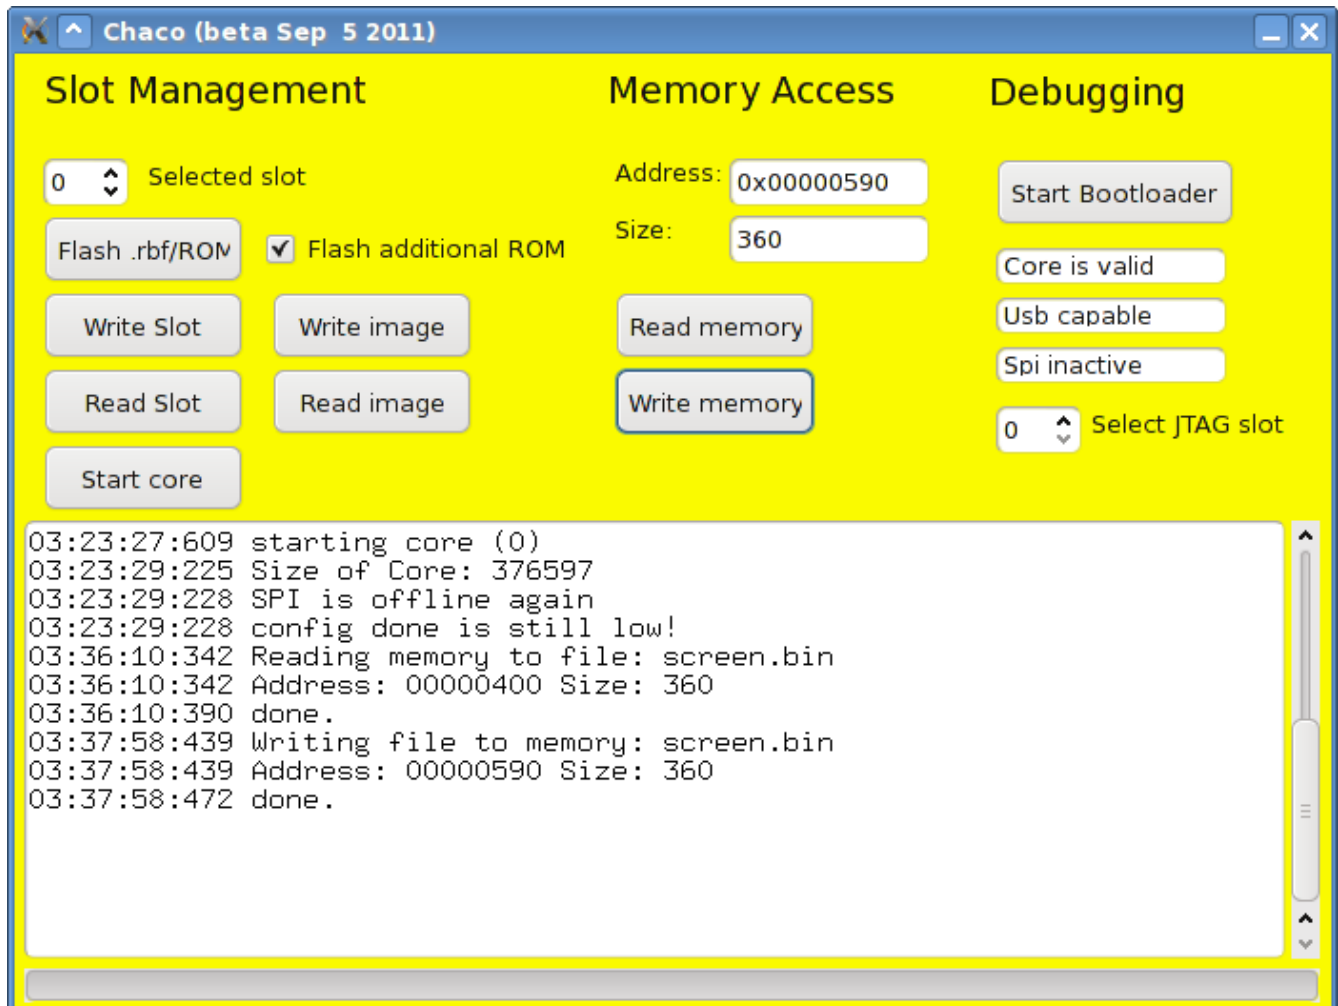 Chaco (beta Sep 5 2011)
Slot Management
Memory Access
Debugging
0 Selected slot
Address: 0x00000590
Start Bootloader
Flash .rbf/ROM
Flash additional ROM
Size: 360
Core is valid
Write Slot
Write image
Read memory
Usb capable
Spi inactive
Read Slot
Read image
Write memory
0 Select JTAG slot
Start core
03:23:27:609 starting core (0)
03:23:29:225 Size of Core: 376597
03:23:29:228 SPI is offline again
03:23:29:228 config done is still low!
03:36:10:342 Reading memory to file: screen.bin
03:36:10:342 Address: 00000400 Size: 360
03:36:10:390 done.
03:37:58:439 Writing file to memory: screen.bin
03:37:58:439 Address: 00000590 Size: 360
03:37:58:472 done.